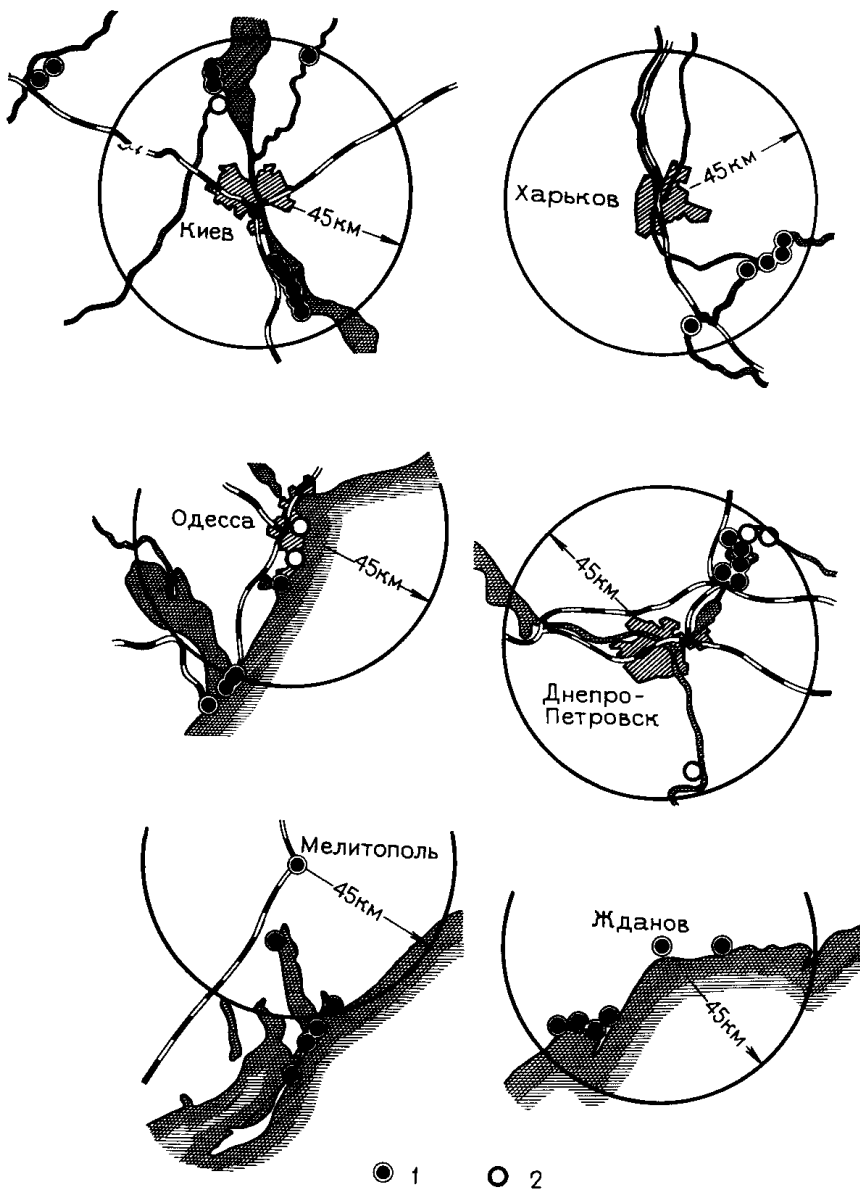 Киев
45км
Харьков
45км
Одесса
45км
45км
Днепро-
Петровск
Мелитополь
45км
Жданов
45км
1
2